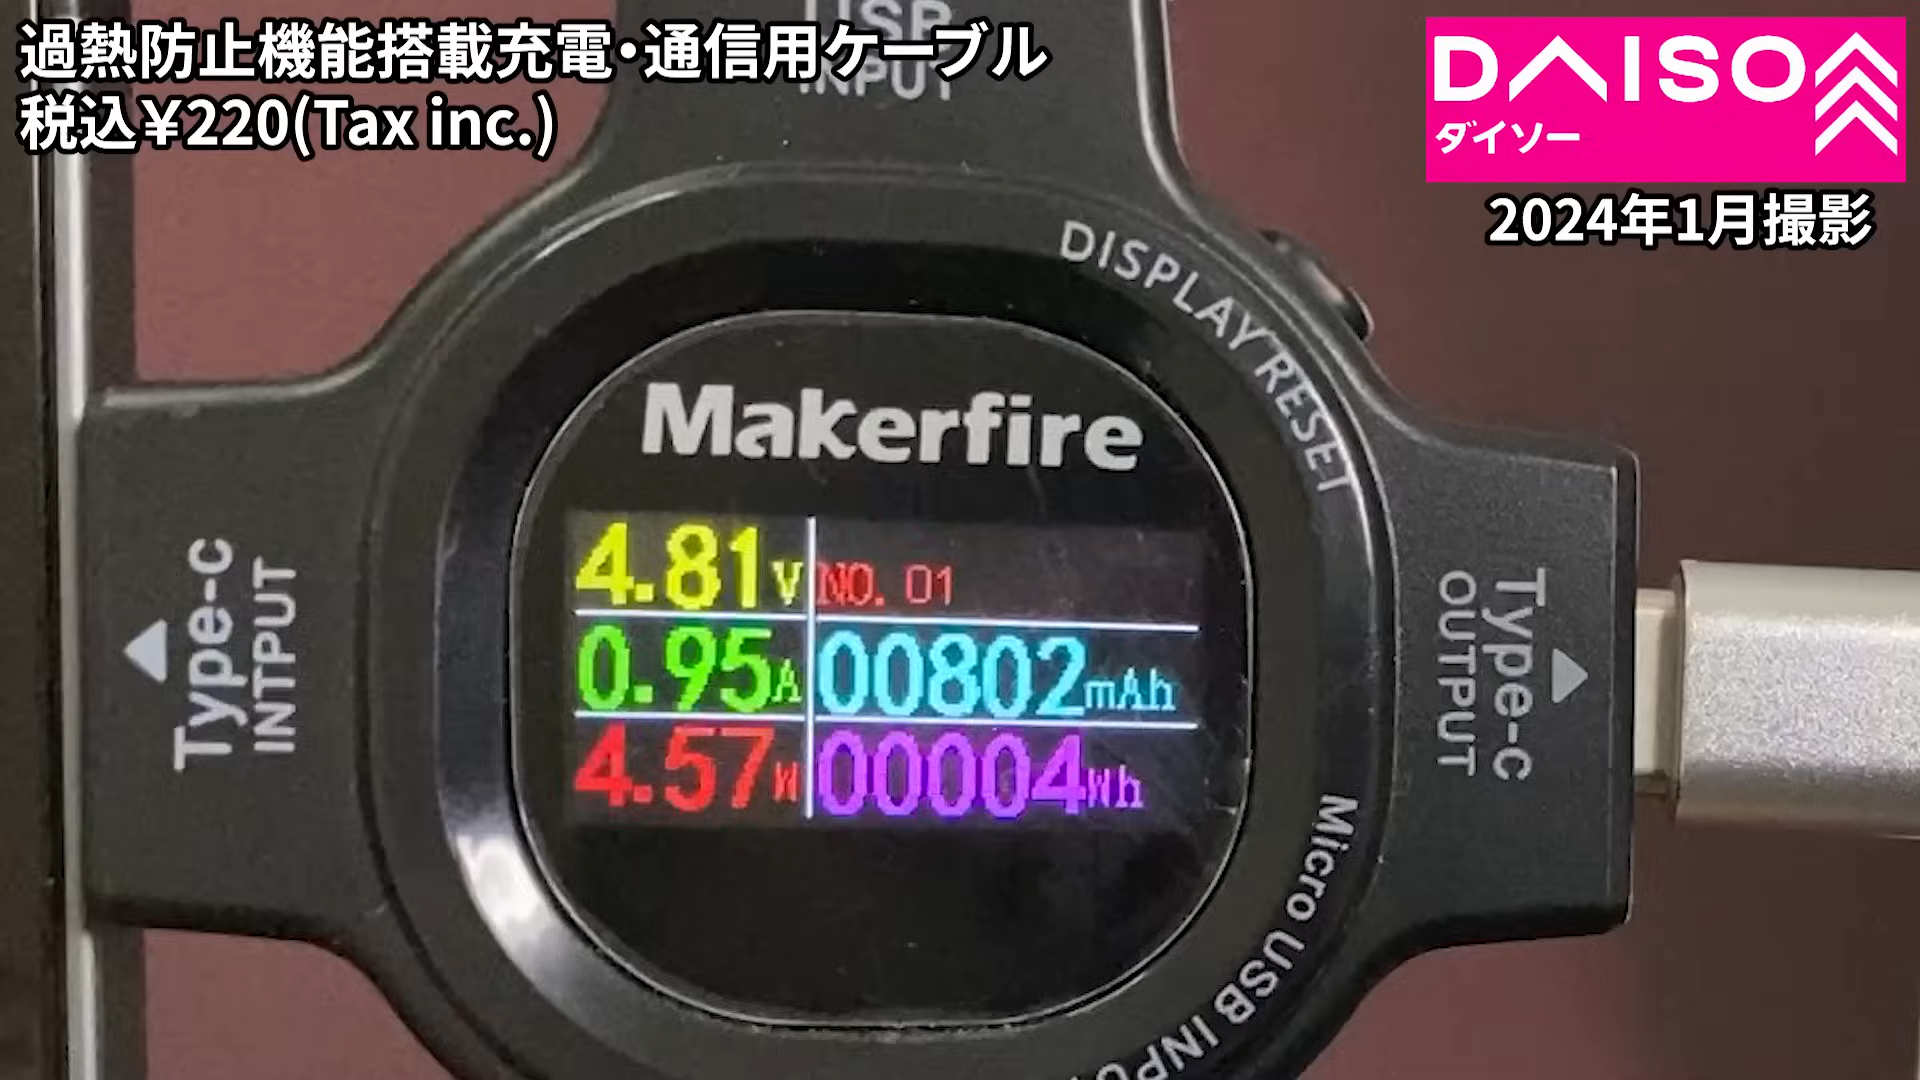 過熱防止機能搭載充電・通信用ケーブル
税込￥220(Tax inc.)
DAISO
ダイソー
2024年1月撮影
USB
INPUT
DISPLAY RESET
Makerfire
4.81V
NO. 01
0.95A
00802mAh
4.57W
00004Wh
Type-c
INTPUT
Type-c
OUTPUT
Micro USB INPU